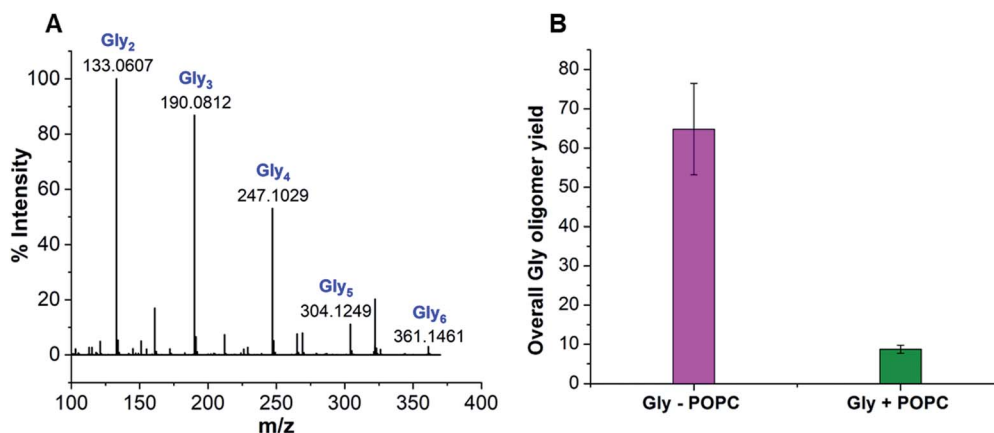 A
Gly2
133.0607
Gly3
190.0812
Gly4
247.1029
Gly5
304.1249
Gly6
361.1461
100
80
60
40
20
0
% Intensity
100 150 200 250 300 350 400
m/z
B
80
70
60
50
40
30
20
10
0
Overall Gly oligomer yield
Gly - POPC Gly + POPC